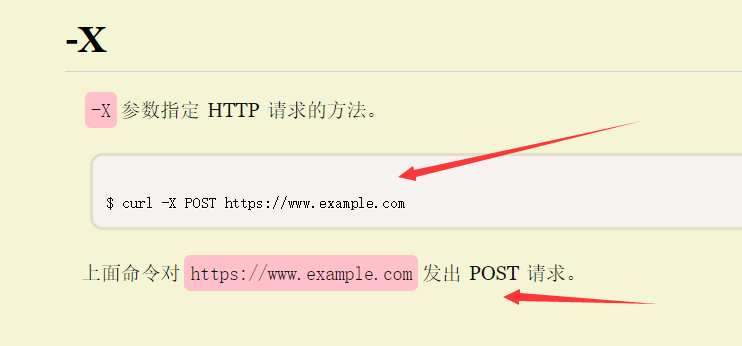 -X
-X 参数指定 HTTP 请求的方法。
$ curl -X POST https://www.example.com
上面命令对 https://www.example.com 发出 POST 请求。